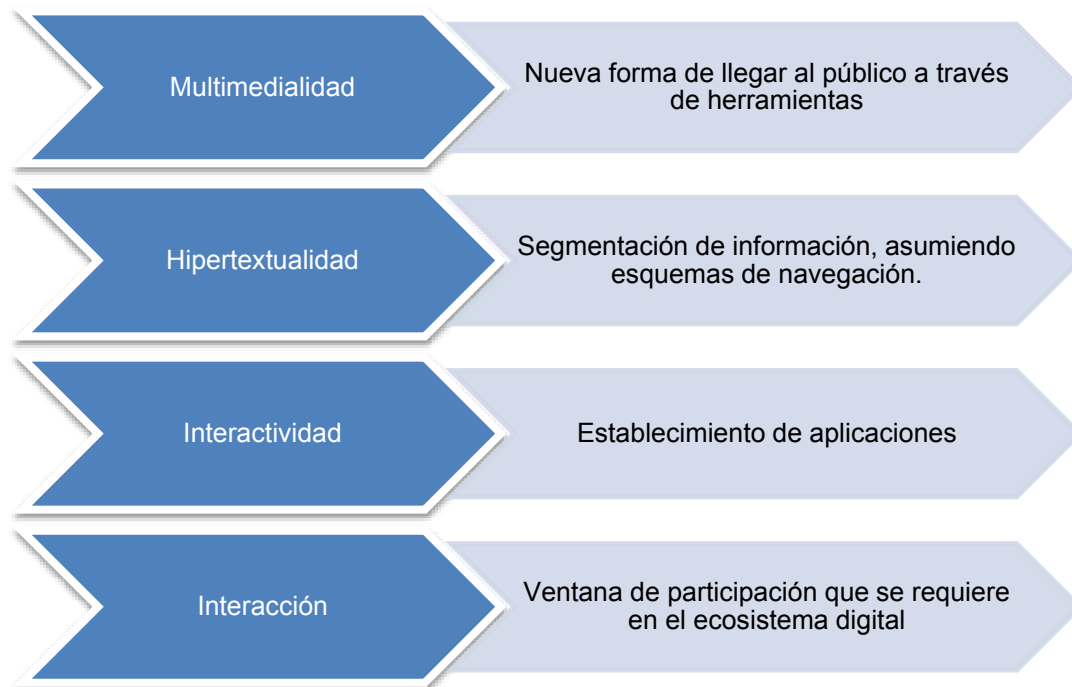 Multimedialidad
Nueva forma de llegar al público a través
de herramientas
Hipertextualidad
Segmentación de información, asumiendo
esquemas de navegación.
Interactividad
Establecimiento de aplicaciones
Interacción
Ventana de participación que se requiere
en el ecosistema digital